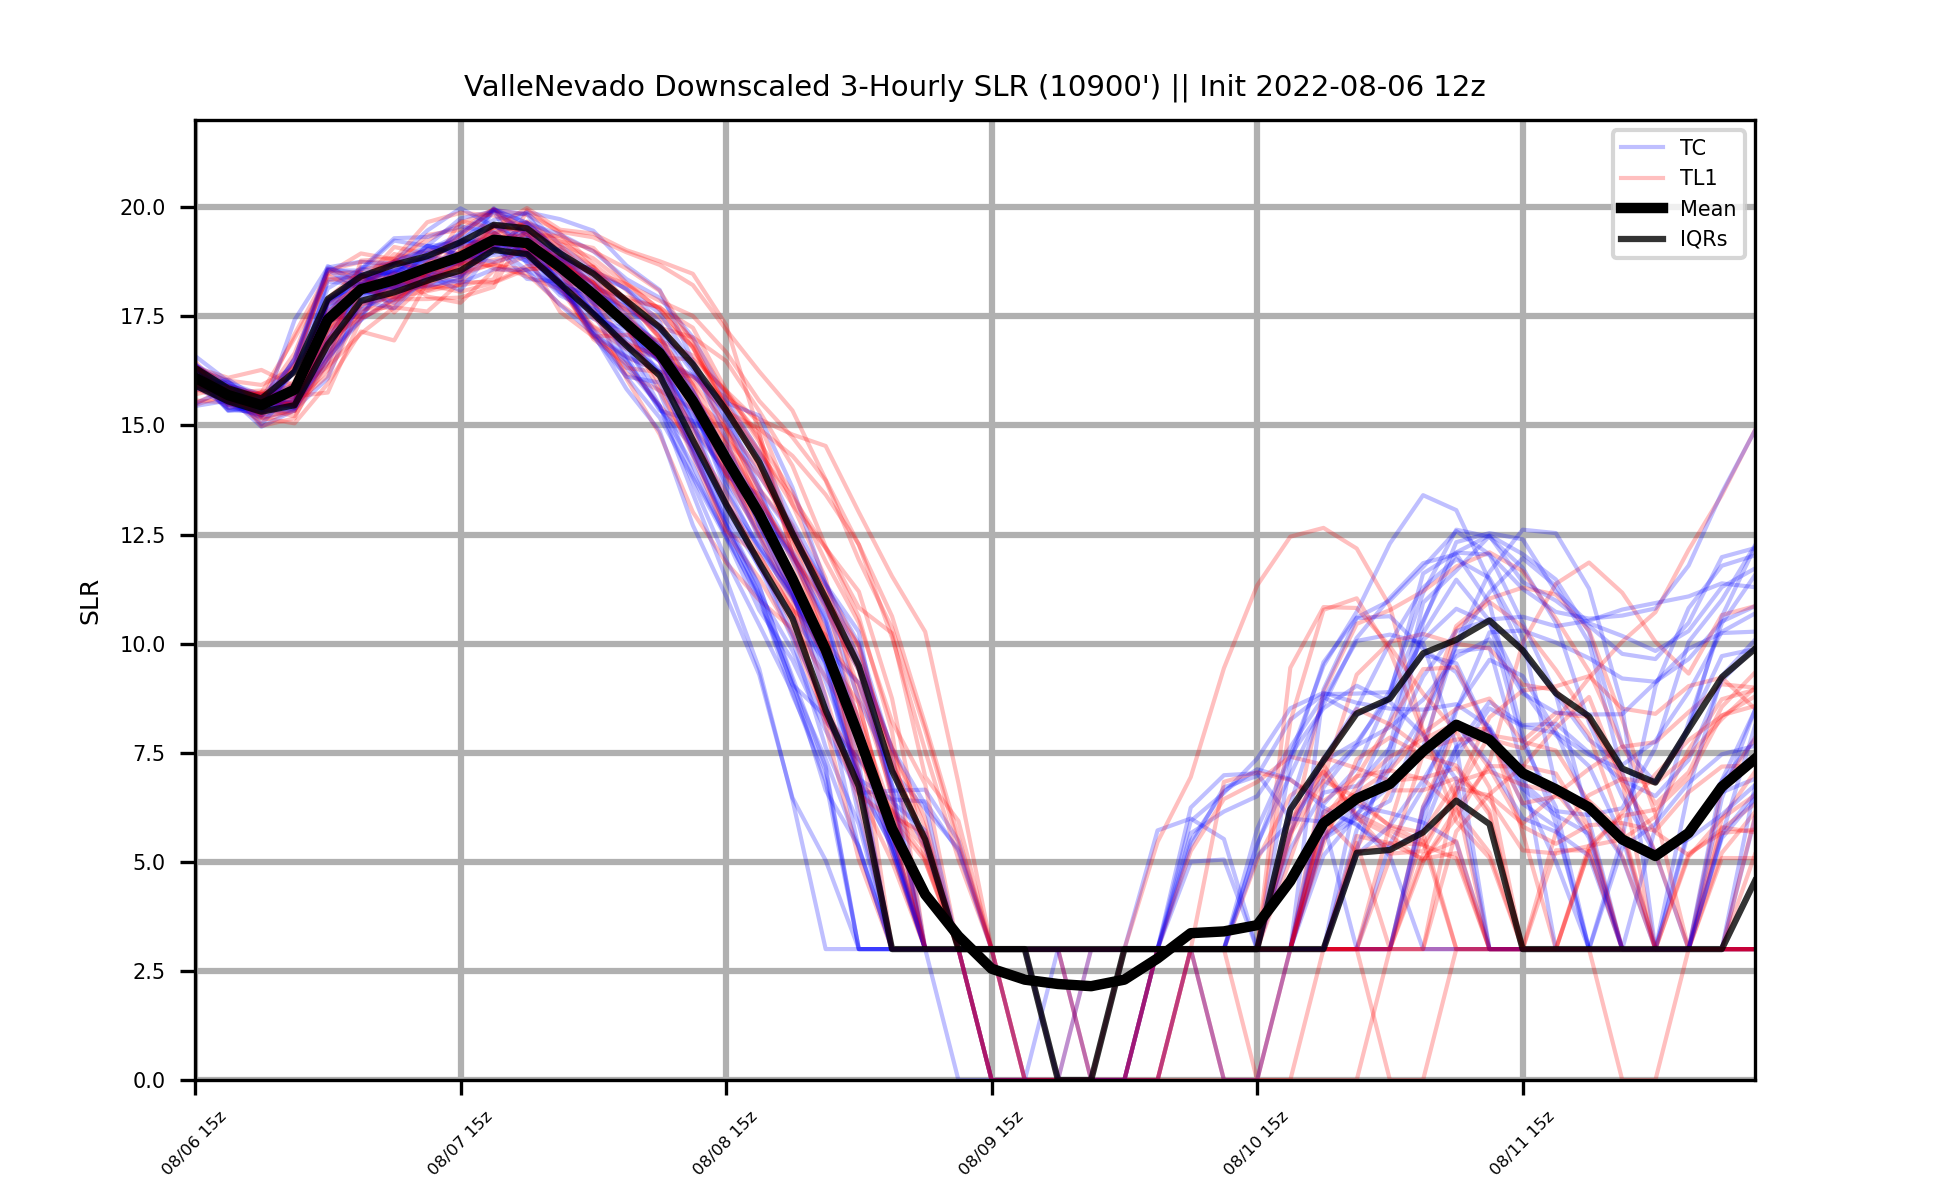 ValleNevado Downscaled 3-Hourly SLR (10900') || Init 2022-08-06 12z
TC
TL1
Mean
IQRs
SLR
20.0
17.5
15.0
12.5
10.0
7.5
5.0
2.5
0.0
08/06 15z
08/07 15z
08/08 15z
08/09 15z
08/10 15z
08/11 15z